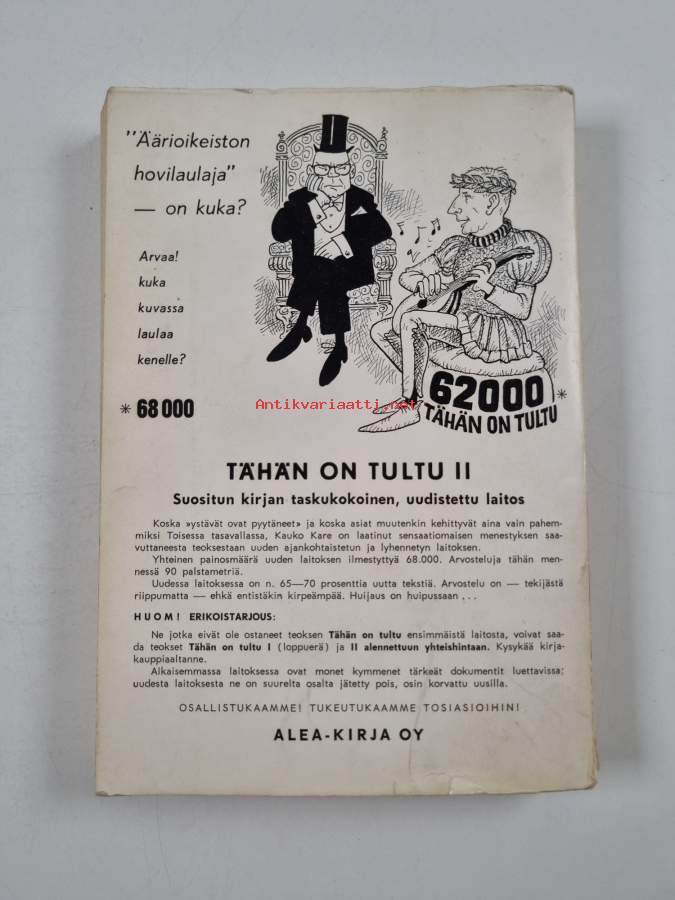 "Äärioikeiston
hovilaulaja"
— on kuka?
Arvaa!
kuka
kuvassa
laulaa
kenelle?
* 68 000
62000 *
TÄHÄN ON TULTU
Antikvariaatti.net
TÄHÄN ON TULTU II
Suositun kirjan taskukokoinen, uudistettu laitos
Koska »ystävät ovat pyytäneet» ja koska asiat muutenkin kehittyvät aina vain pahem-
miksi Toisessa tasavallassa, Kauko Kare on laatinut sensaatiomaisen menestyksen saa-
vuttaneesta teoksestaan uuden ajankohtaistetun ja lyhennetyn laitoksen.
Yhteinen painosmäärä uuden laitoksen ilmestyttyä 68.000. Arvosteluja tähän men-
nessä 90 palstametriä.
Uudessa laitoksessa on n. 65—70 prosenttia uutta tekstiä. Arvostelu on — tekijästä
riippumatta — ehkä entistäkin kirpeämpää. Huijaus on huipussaan . . .
HUOM! ERIKOISTARJOUS:
Ne jotka eivät ole ostaneet teoksen Tähän on tultu ensimmäistä laitosta, voivat saa-
da teokset Tähän on tultu I (loppuerä) ja II alennettuun yhteishintaan. Kysykää kirja-
kauppiaaltanne.
Aikaisemmassa laitoksessa ovat monet kymmenet tärkeät dokumentit luettavissa;
uudesta laitoksesta ne on suurelta osalta jätetty pois, osin korvattu uusilla.
OSALLISTUKAAMME! TUKEUTUKAAMME TOSIASIOIHIN!
ALEA-KIRJA OY